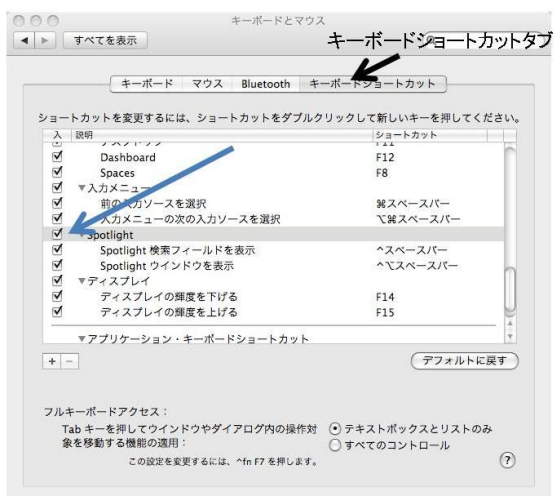 キーボードとマウス
すべてを表示
キーボードショートカットタブ
キーボード マウス Bluetooth キーボードショートカット
ショートカットを変更するには、ショートカットをダブルクリックして新しいキーを押してください。
入 説明 ショートカット
デスクトップ F11
Dashboard F12
Spaces F8
▼入力メニュー
前の入力ソースを選択 ⌘スペースバー
入力メニューの次の入力ソースを選択 ⌥⌘スペースバー
Spotlight
Spotlight 検索フィールドを表示 ^スペースバー
Spotlight ウインドウを表示 ^⌥スペースバー
▼ディスプレイ
ディスプレイの輝度を下げる F14
ディスプレイの輝度を上げる F15
▼アプリケーション・キーボードショートカット
+ −
デフォルトに戻す
フルキーボードアクセス：
Tab キーを押してウインドウやダイアログ内の操作対
象を移動する機能の適用：
テキストボックスとリストのみ
すべてのコントロール
この設定を変更するには、^fn F7 を押します。
?